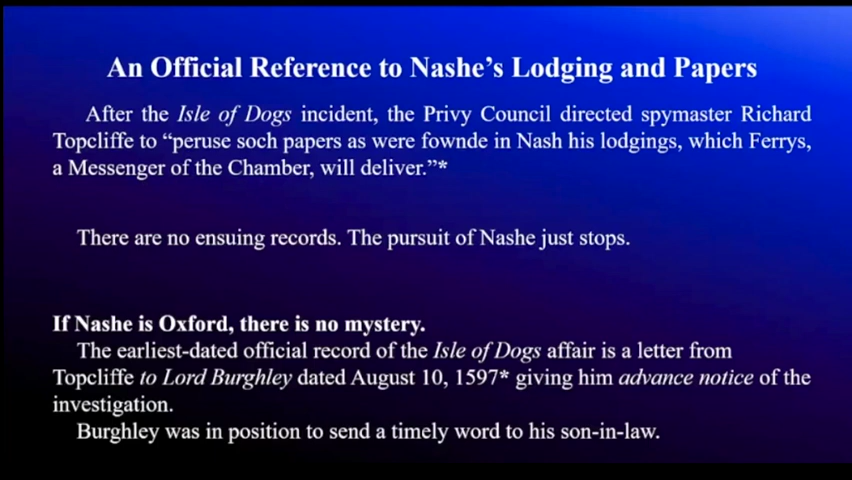 An Official Reference to Nashe’s Lodging and Papers
After the Isle of Dogs incident, the Privy Council directed spymaster Richard
Topcliffe to “peruse soch papers as were fownde in Nash his lodgings, which Ferrys,
a Messenger of the Chamber, will deliver.”*
There are no ensuing records. The pursuit of Nashe just stops.
If Nashe is Oxford, there is no mystery.
The earliest-dated official record of the Isle of Dogs affair is a letter from
Topcliffe to Lord Burghley dated August 10, 1597* giving him advance notice of the
investigation.
Burghley was in position to send a timely word to his son-in-law.